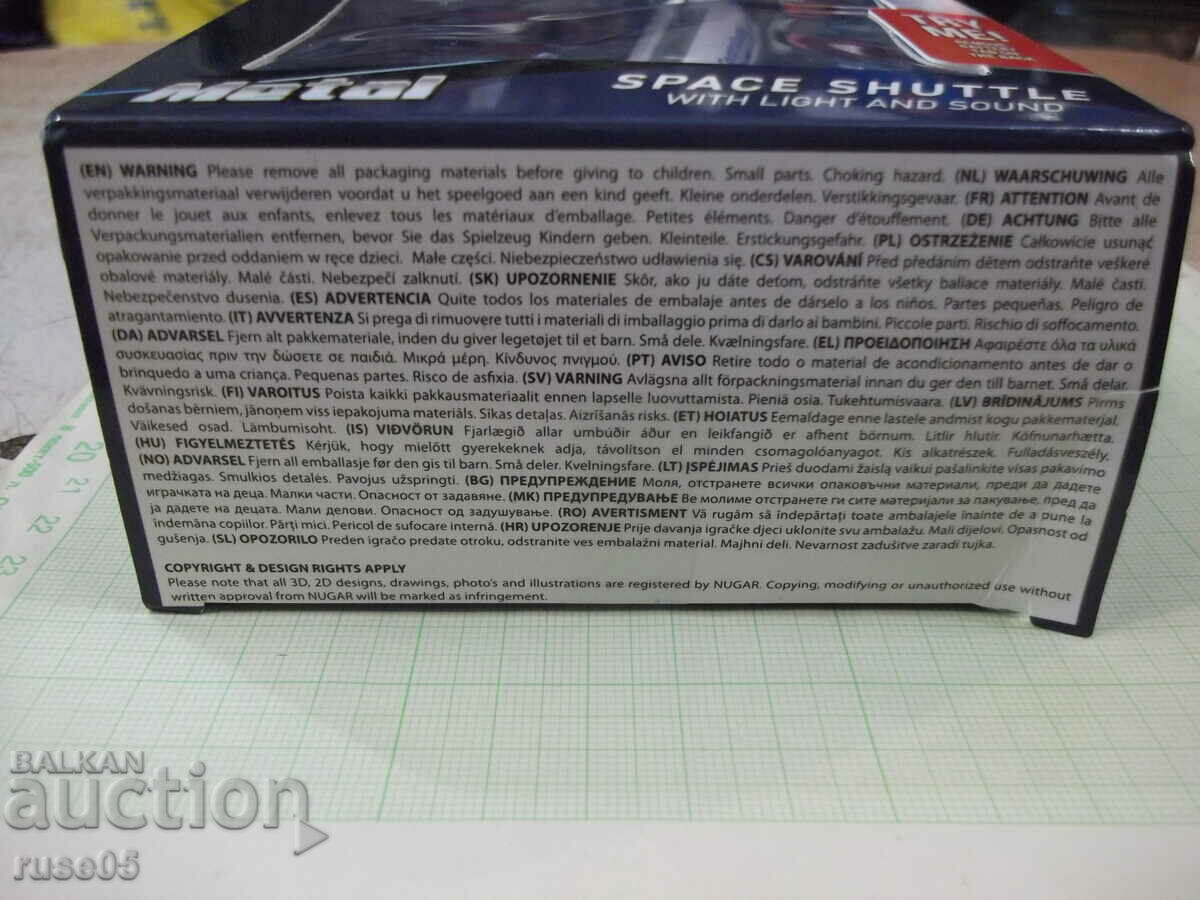 TRY
ME!
THE BACK
Metal
SPACE SHUTTLE
WITH LIGHT AND SOUND
(EN) WARNING Please remove all packaging materials before giving to children. Small parts. Choking hazard. (NL) WAARSCHUWING Alle
verpakkingsmateriaal verwijderen voordat u het speelgoed aan een kind geeft. Kleine onderdelen. Verstikkingsgevaar. (FR) ATTENTION Avant de
donner le jouet aux enfants, enlevez tous les matériaux d'emballage. Petites éléments. Danger d'étouffement. (DE) ACHTUNG Bitte alle
Verpackungsmaterialien entfernen, bevor Sie das Spielzeug Kindern geben. Kleinteile. Erstickungsgefahr. (PL) OSTRZEŻENIE Całkowicie usunąć
opakowanie przed oddaniem w ręce dzieci. Małe części. Niebezpieczeństwo udławienia się. (CS) VAROVÁNÍ Před předáním dětem odstraňte veškeré
obalové materiály. Malé části. Nebezpečí zalknutí. (SK) UPOZORNENIE Skôr, ako ju dáte deťom, odstráňte všetky baliace materiály. Malé časti.
Nebezpečenstvo dusenia. (ES) ADVERTENCIA Quite todos los materiales de embalaje antes de dárselo a los niños. Partes pequeñas. Peligro de
atragantamiento. (IT) AVVERTENZA Si prega di rimuovere tutti i materiali di imballaggio prima di darlo ai bambini. Piccole parti. Rischio di soffocamento.
(DA) ADVARSEL Fjern alt pakkemateriale, inden du giver legetøjet til et barn. Små dele. Kvælningsfare. (EL) ΠΡΟΕΙΔΟΠΟΙΗΣΗ Αφαιρέστε όλα τα υλικά
συσκευασίας πριν την δώσετε σε παιδιά. Μικρά μέρη. Κίνδυνος πνιγμού. (PT) AVISO Retire todo o material de acondicionamento antes de dar o
brinquedo a uma criança. Pequenas partes. Risco de asfixia. (SV) VARNING Avlägsna allt förpackningsmaterial innan du ger den till barnet. Små delar.
Kvävningsrisk. (FI) VAROITUS Poista kaikki pakkausmateriaalit ennen lapselle luovuttamista. Pieniä osia. Tukehtumisvaara. (LV) BRĪDINĀJUMS Pirms
došanas bērniem, jāņoņem viss iepakojuma materiāls. Sīkas detaļas. Aizrīšanās risks. (ET) HOIATUS Eemaldage enne lastele andmist kogu pakkematerjal.
Väikesed osad. Lämbumisoht. (IS) VIÐVÖRUN Fjarlægið allar umbúðir áður en leikfangið er afhent börnum. Litlir hlutir. Köfnunarhætta.
(HU) FIGYELMEZTETÉS Kérjük, hogy mielőtt gyerekeknek adja, távolítson el minden csomagolóanyagot. Kis alkatrészek. Fulladásveszély.
(NO) ADVARSEL Fjern all emballasje før den gis til barn. Små deler. Kvelningsfare. (LT) ĮSPĖJIMAS Prieš duodami žaislą vaikui pašalinkite visas pakavimo
medžiagas. Smulkios detalės. Pavojus užspringti. (BG) ПРЕДУПРЕЖДЕНИЕ Моля, отстранете всички опаковъчни материали, преди да дадете
играчката на деца. Малки части. Опасност от задавяне. (MK) ПРЕДУПРЕДУВАЊЕ Ве молиме отстранете ги сите материјали за пакување, пред да
ја дадете на децата. Мали делови. Опасност од задушување. (RO) AVERTISMENT Vă rugăm să îndepărtați toate ambalajele înainte de a pune la
îndemâna copiilor. Părți mici. Pericol de sufocare internă. (HR) UPOZORENJE Prije davanja igračke djeci uklonite svu ambalažu. Mali dijelovi. Opasnost od
gušenja. (SL) OPOZORILO Preden igračo predate otroku, odstranite ves embalažni material. Majhni deli. Nevarnost zadušitve zaradi tujka.
COPYRIGHT & DESIGN RIGHTS APPLY
Please note that all 3D, 2D designs, drawings, photo's and illustrations are registered by NUGAR. Copying, modifying or unauthorized use without
written approval from NUGAR will be marked as infringement.
20
21
22
23
BALKAN
auction
ruse05